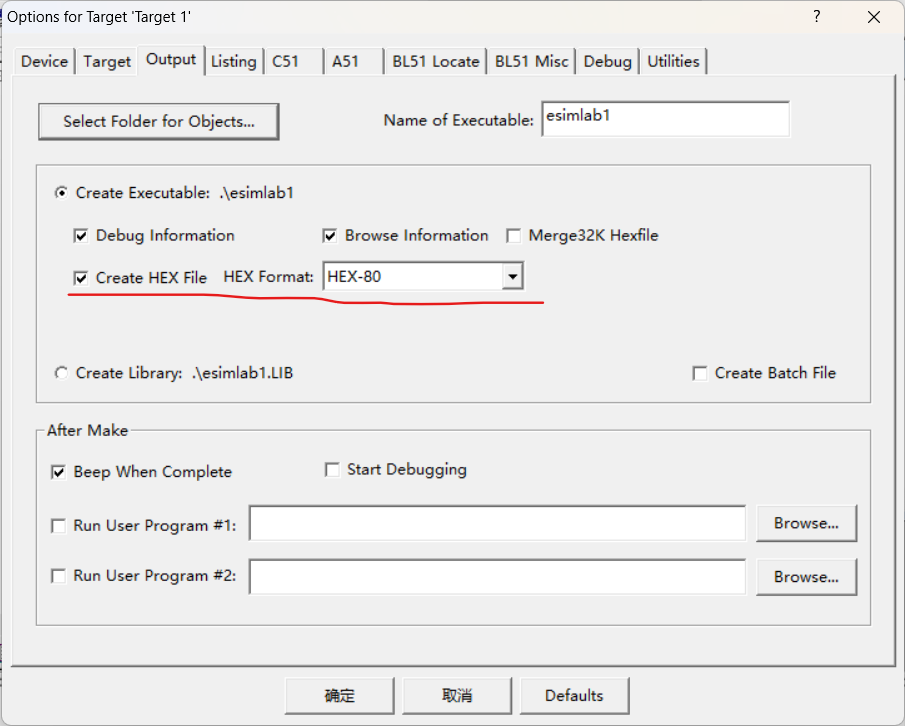 Options for Target 'Target 1'
?
Device Target Output Listing C51 A51 BL51 Locate BL51 Misc Debug Utilities
Select Folder for Objects... Name of Executable: esimlab1
Create Executable: .\esimlab1
Debug Information Browse Information Merge32K Hexfile
Create HEX File HEX Format: HEX-80
Create Library: .\esimlab1.LIB Create Batch File
After Make
Beep When Complete Start Debugging
Run User Program #1: Browse...
Run User Program #2: Browse...
确定 取消 Defaults